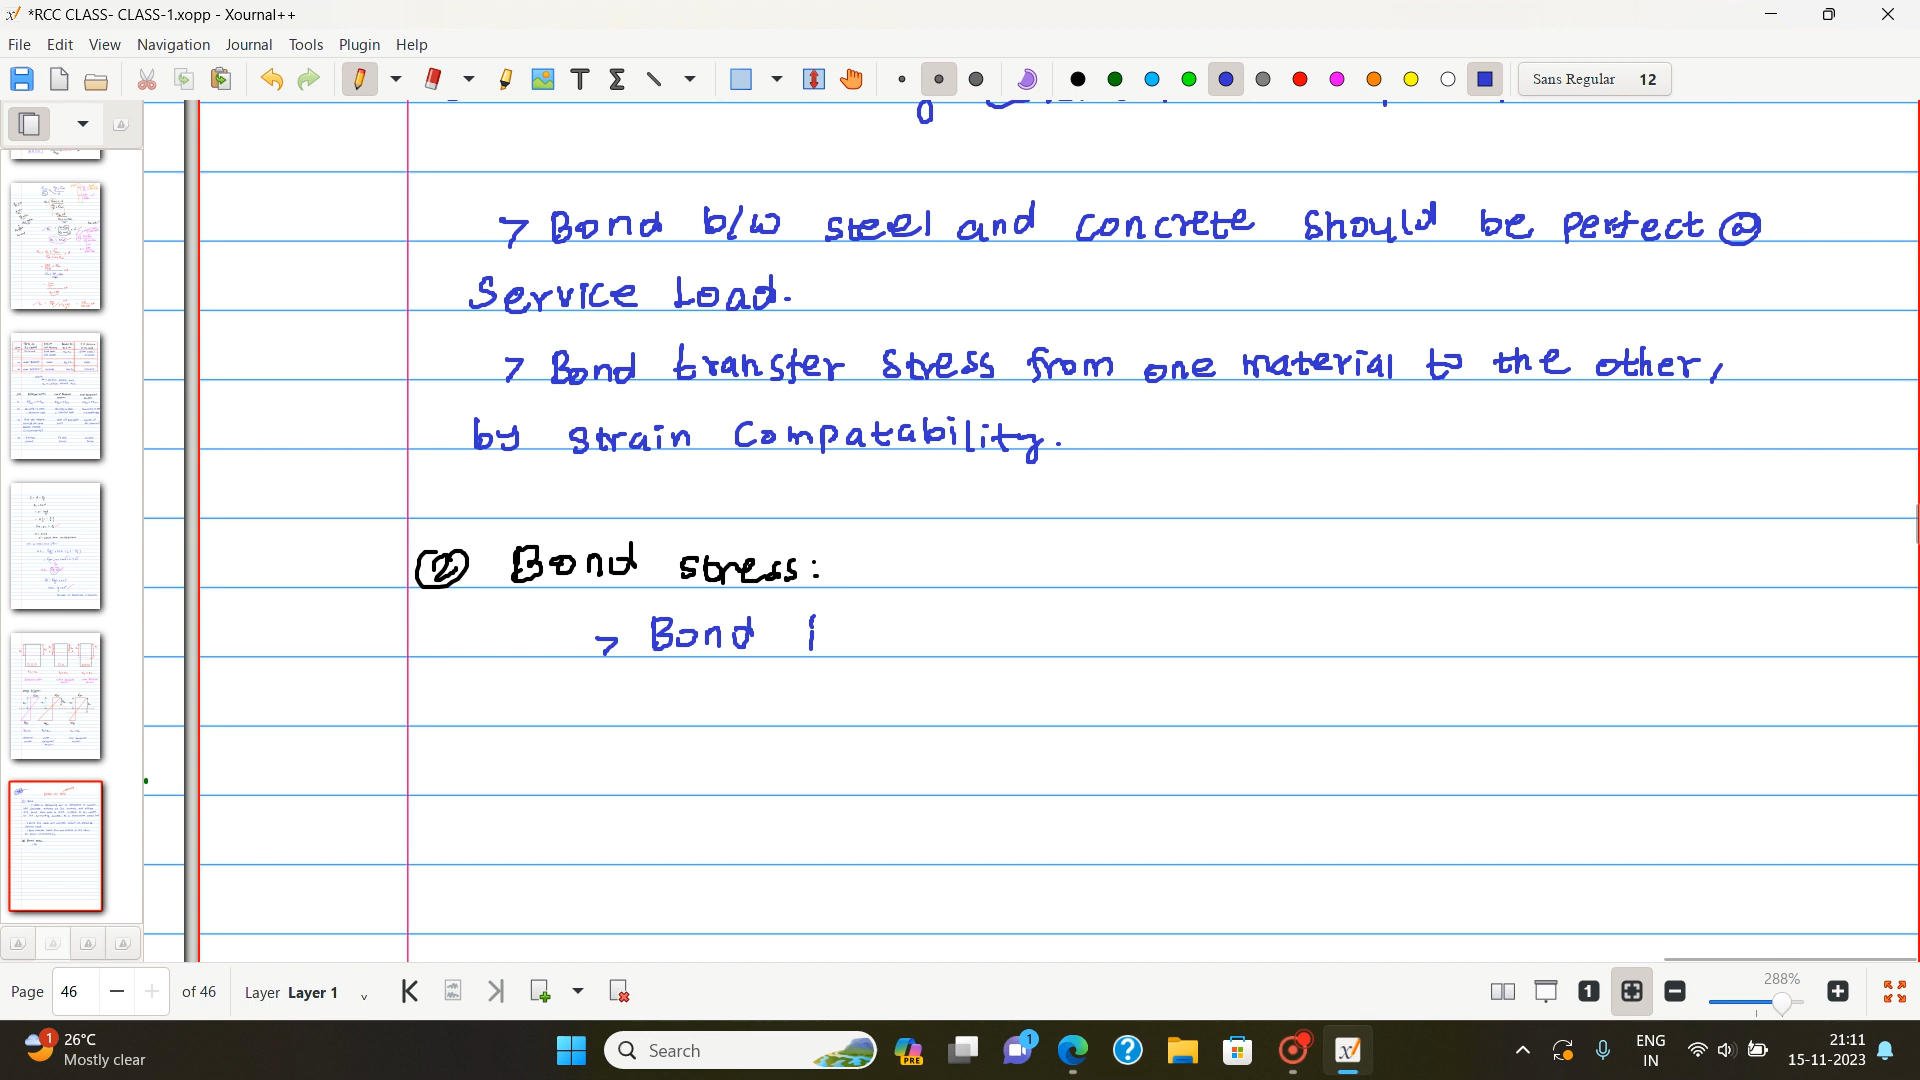 *RCC CLASS- CLASS-1.xopp - Xournal++
File Edit View Navigation Journal Tools Plugin Help
Sans Regular 12
> Bond b/w steel and concrete should be perfect @
Service Load.
> Bond transfer stress from one material to the other,
by strain compatability.
② Bond stress:
> Bond i
Page 46 of 46 Layer Layer 1 288%
1 26°C
Mostly clear
Search
PRE
1
ENG
IN
21:11
15-11-2023